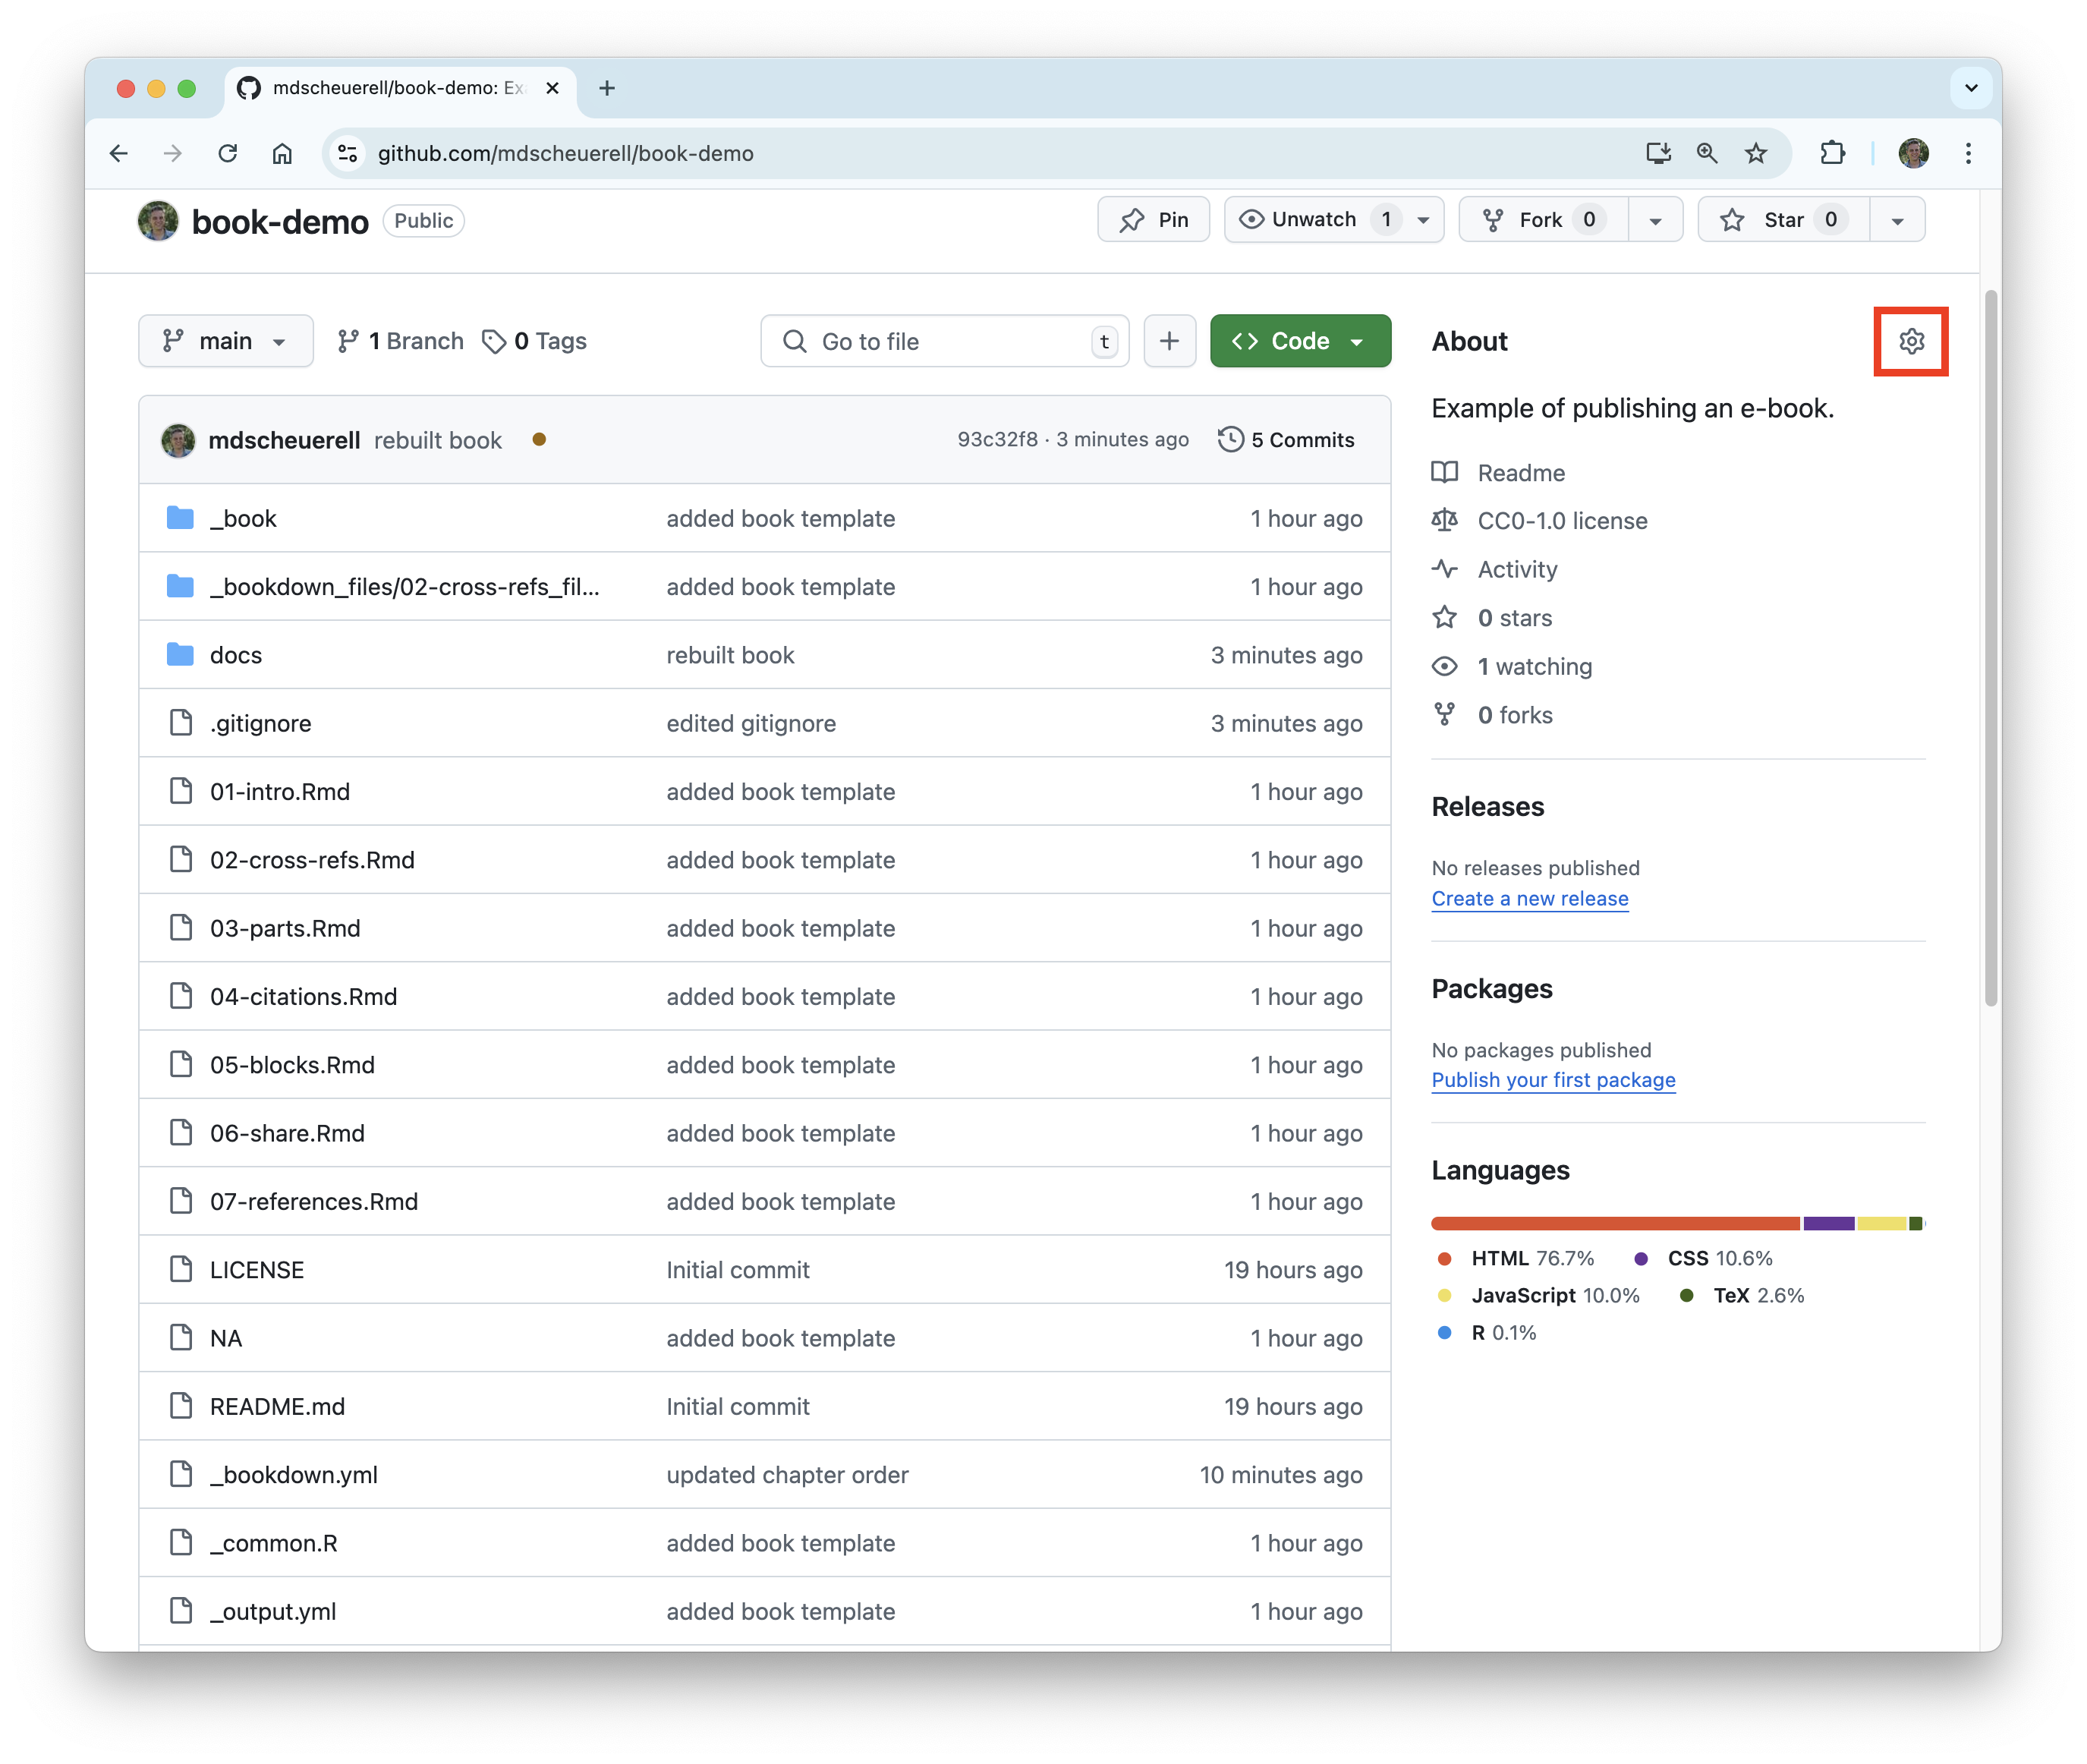 mdscheuerell/book-demo: Ex
github.com/mdscheuerell/book-demo
book-demo Public Pin Unwatch 1 Fork 0 Star 0
main 1 Branch 0 Tags Go to file t + Code
mdscheuerell rebuilt book 93c32f8 · 3 minutes ago 5 Commits
_book added book template 1 hour ago
_bookdown_files/02-cross-refs_fil... added book template 1 hour ago
docs rebuilt book 3 minutes ago
.gitignore edited gitignore 3 minutes ago
01-intro.Rmd added book template 1 hour ago
02-cross-refs.Rmd added book template 1 hour ago
03-parts.Rmd added book template 1 hour ago
04-citations.Rmd added book template 1 hour ago
05-blocks.Rmd added book template 1 hour ago
06-share.Rmd added book template 1 hour ago
07-references.Rmd added book template 1 hour ago
LICENSE Initial commit 19 hours ago
NA added book template 1 hour ago
README.md Initial commit 19 hours ago
_bookdown.yml updated chapter order 10 minutes ago
_common.R added book template 1 hour ago
_output.yml added book template 1 hour ago
About
Example of publishing an e-book.
Readme
CC0-1.0 license
Activity
0 stars
1 watching
0 forks
Releases
No releases published
Create a new release
Packages
No packages published
Publish your first package
Languages
HTML 76.7% CSS 10.6%
JavaScript 10.0% TeX 2.6%
R 0.1%